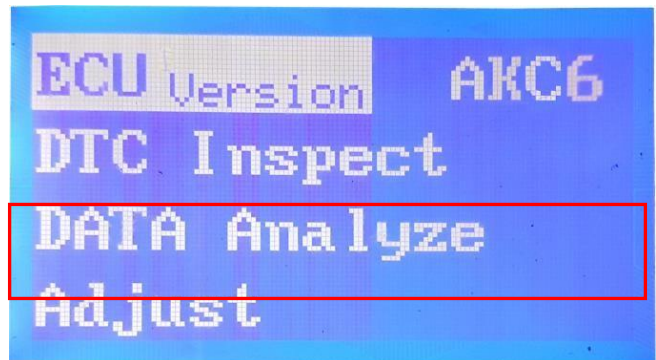 ECU Version AKC6
DTC Inspect
DATA Analyze
Adjust